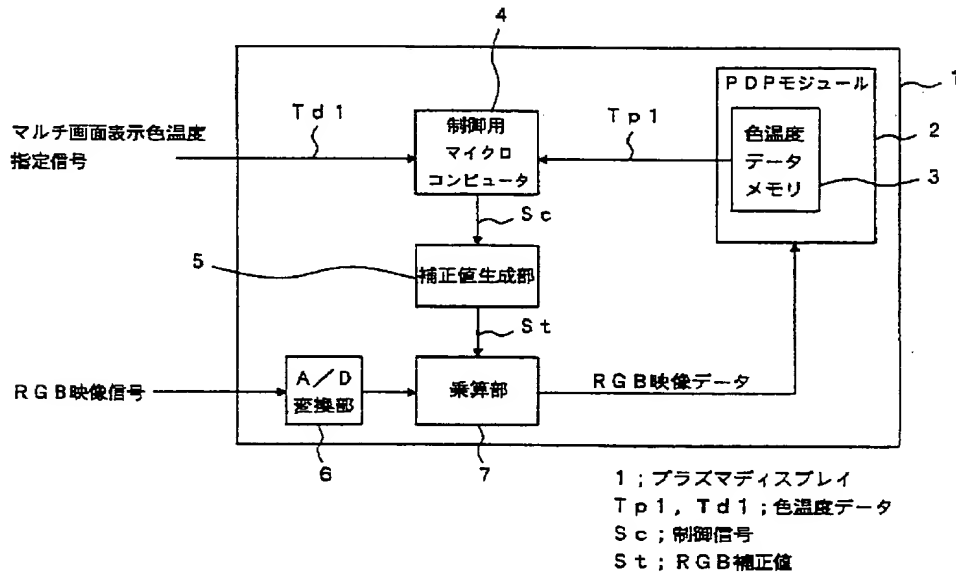 4
1
PDPモジュール
2
Td1
Tp1
マルチ画面表示色温度
指定信号
制御用
マイクロ
コンピュータ
色温度
データ
メモリ
3
Sc
5
補正値生成部
St
RGB映像信号
A/D
変換部
乗算部
RGB映像データ
6
7
1;プラズマディスプレイ
Tp1, Td1;色温度データ
Sc;制御信号
St;RGB補正値